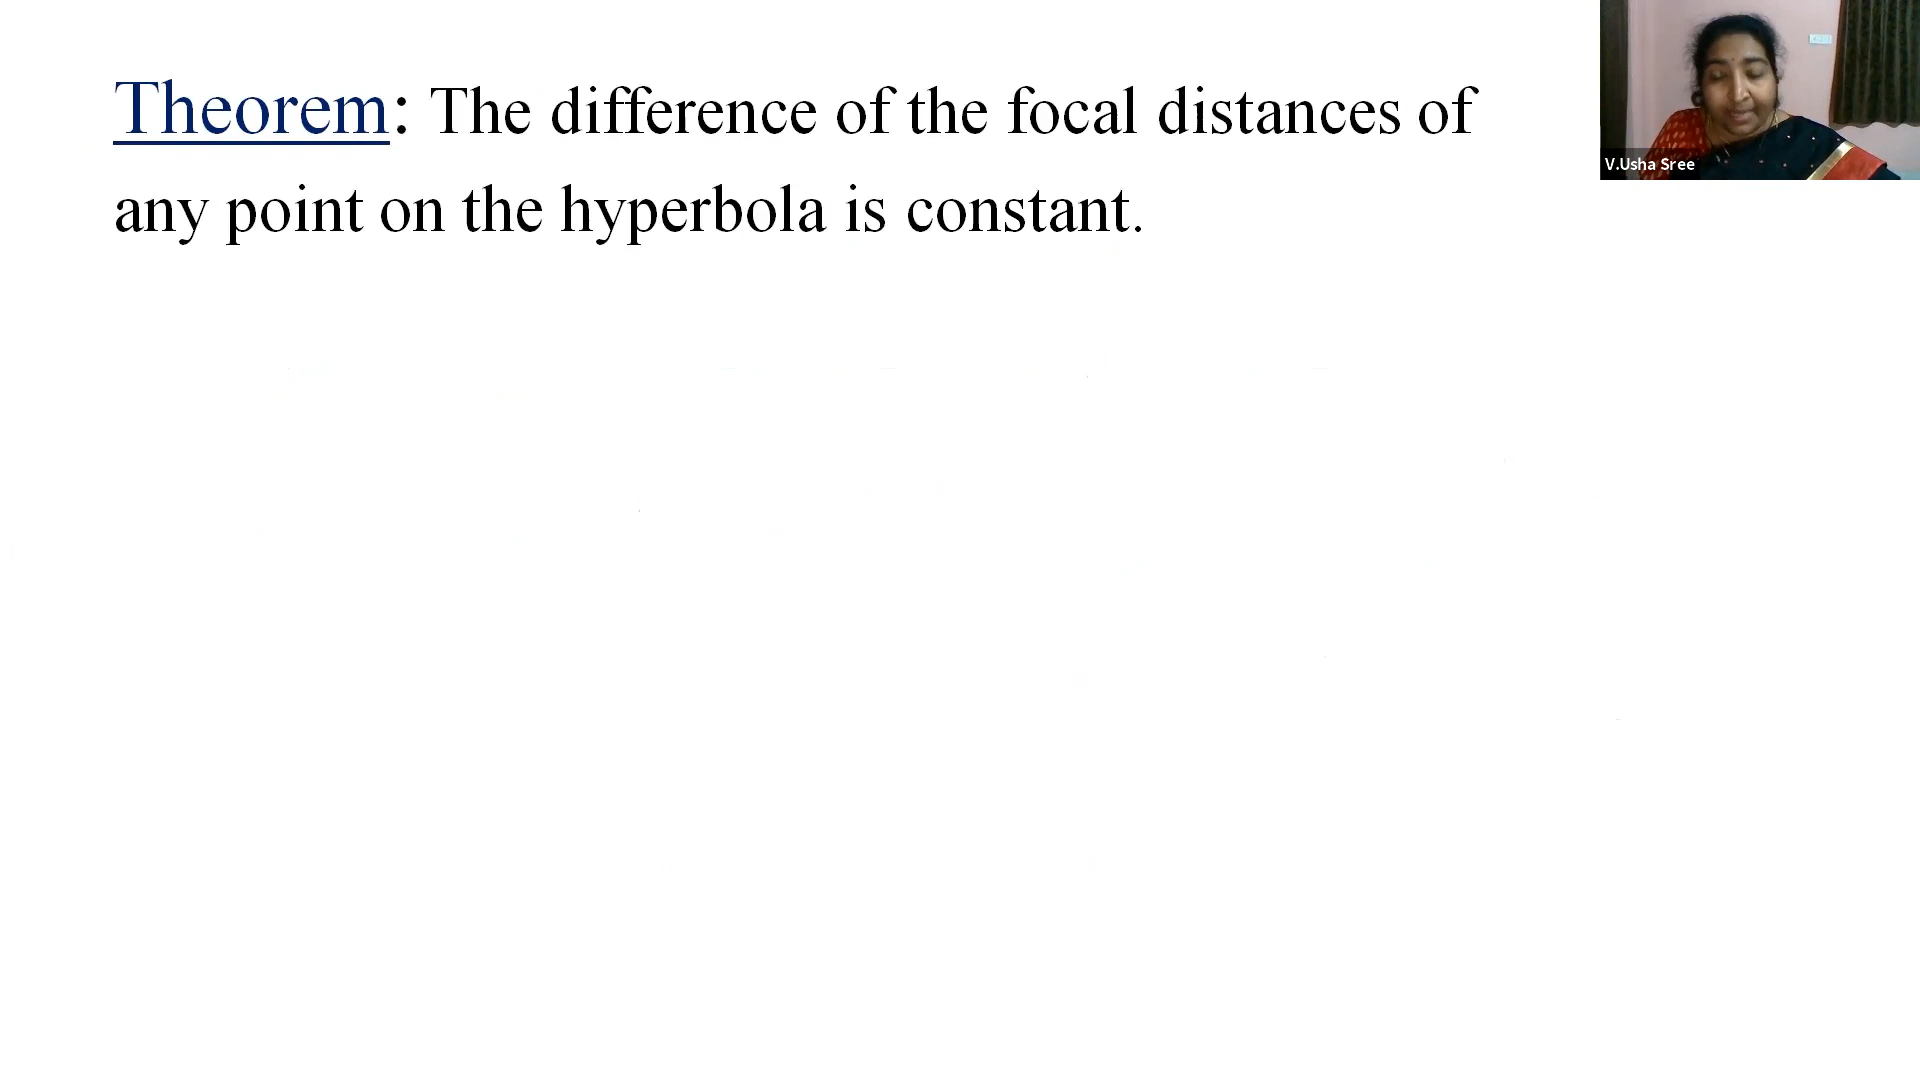 Theorem: The difference of the focal distances of
any point on the hyperbola is constant.
V.Usha Sree